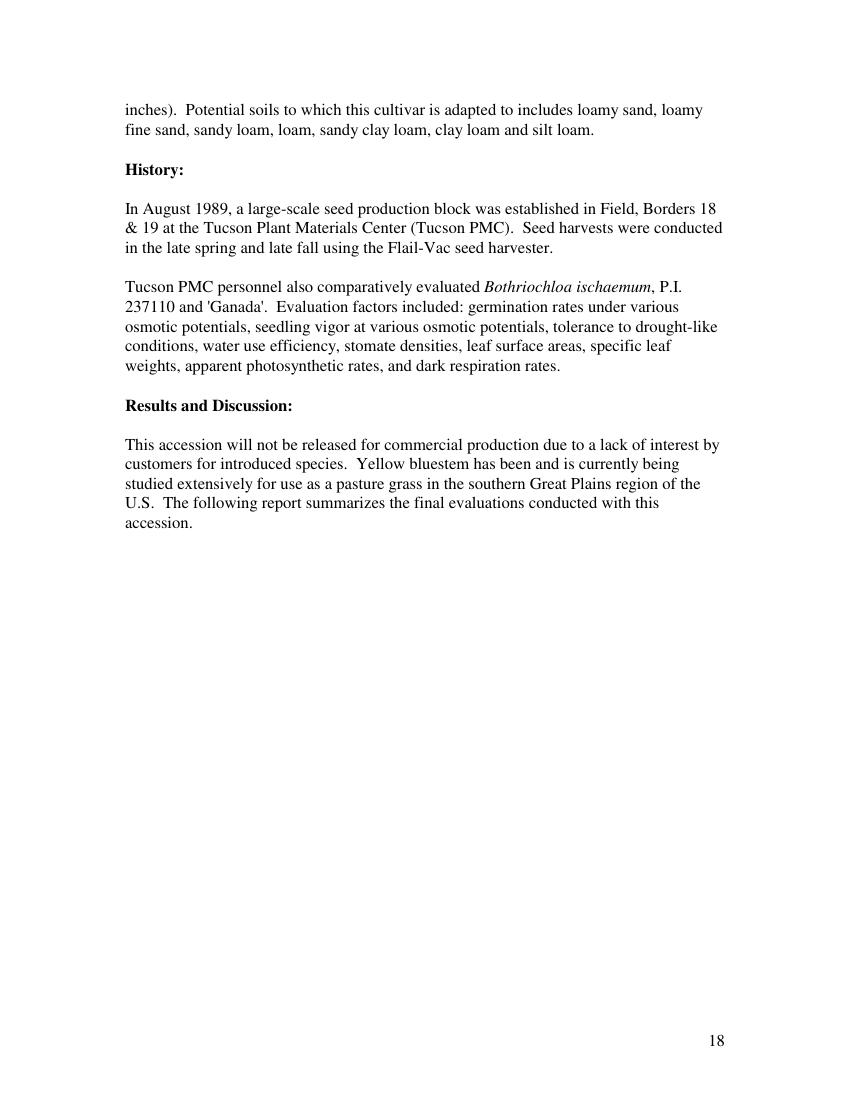 inches).  Potential soils to which this cultivar is adapted to includes loamy sand, loamy
fine sand, sandy loam, loam, sandy clay loam, clay loam and silt loam.
History:
In August 1989, a large-scale seed production block was established in Field, Borders 18
& 19 at the Tucson Plant Materials Center (Tucson PMC).  Seed harvests were conducted
in the late spring and late fall using the Flail-Vac seed harvester.
Tucson PMC personnel also comparatively evaluated Bothriochloa ischaemum, P.I.
237110 and 'Ganada'.  Evaluation factors included: germination rates under various
osmotic potentials, seedling vigor at various osmotic potentials, tolerance to drought-like
conditions, water use efficiency, stomate densities, leaf surface areas, specific leaf
weights, apparent photosynthetic rates, and dark respiration rates.
Results and Discussion:
This accession will not be released for commercial production due to a lack of interest by
customers for introduced species.  Yellow bluestem has been and is currently being
studied extensively for use as a pasture grass in the southern Great Plains region of the
U.S.  The following report summarizes the final evaluations conducted with this
accession.
18